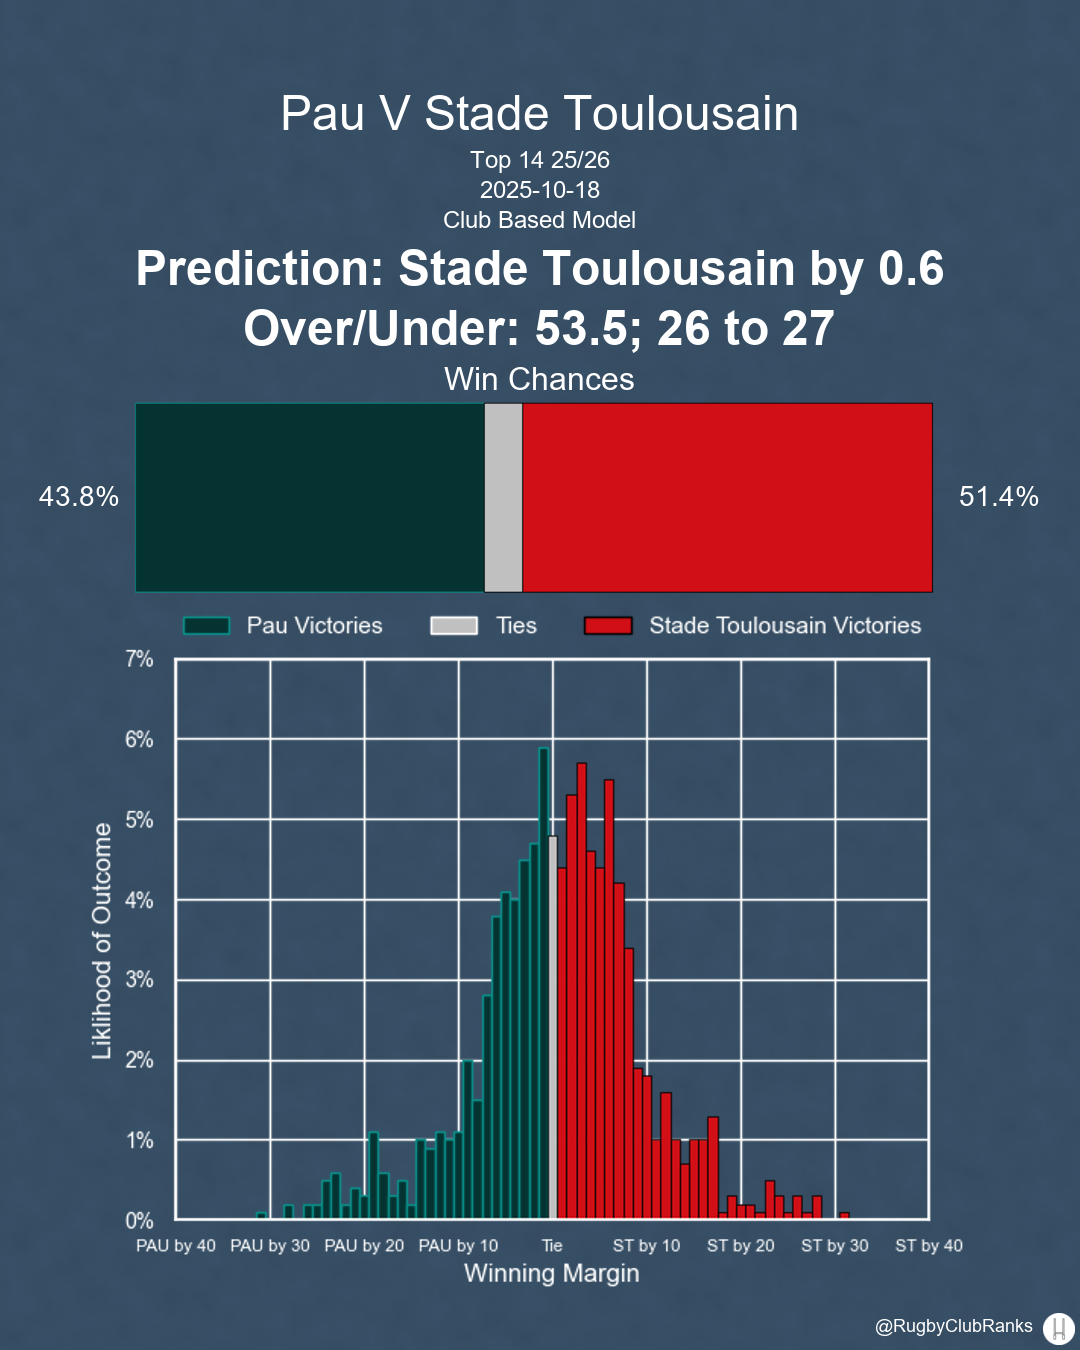 Pau V Stade Toulousain
Top 14 25/26
2025-10-18
Club Based Model
Prediction: Stade Toulousain by 0.6
Over/Under: 53.5; 26 to 27
Win Chances
43.8%
51.4%
Pau Victories
Ties
Stade Toulousain Victories
7%
6%
5%
4%
3%
2%
1%
0%
Liklihood of Outcome
PAU by 40
PAU by 30
PAU by 20
PAU by 10
Tie
ST by 10
ST by 20
ST by 30
ST by 40
Winning Margin
@RugbyClubRanks